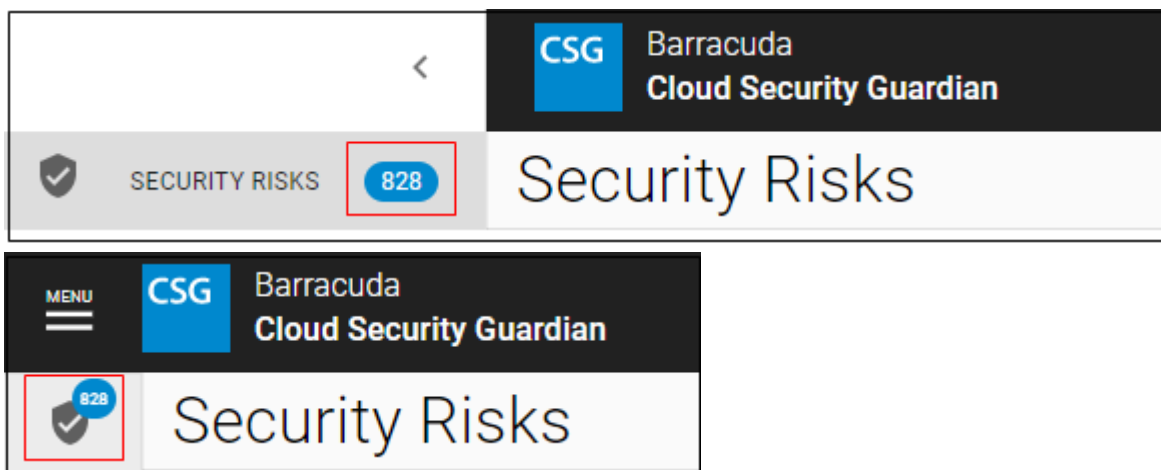 CSG
Barracuda
Cloud Security Guardian
SECURITY RISKS
828
Security Risks
MENU
CSG
Barracuda
Cloud Security Guardian
828
Security Risks